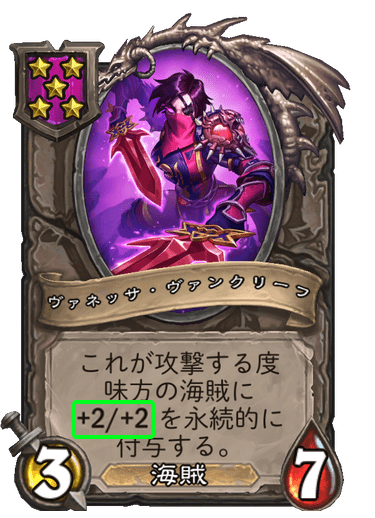 ヴァネッサ・ヴァンクリーフ
これが攻撃する度
味方の海賊に
+2/+2を永続的に
付与する。
海賊
3
7